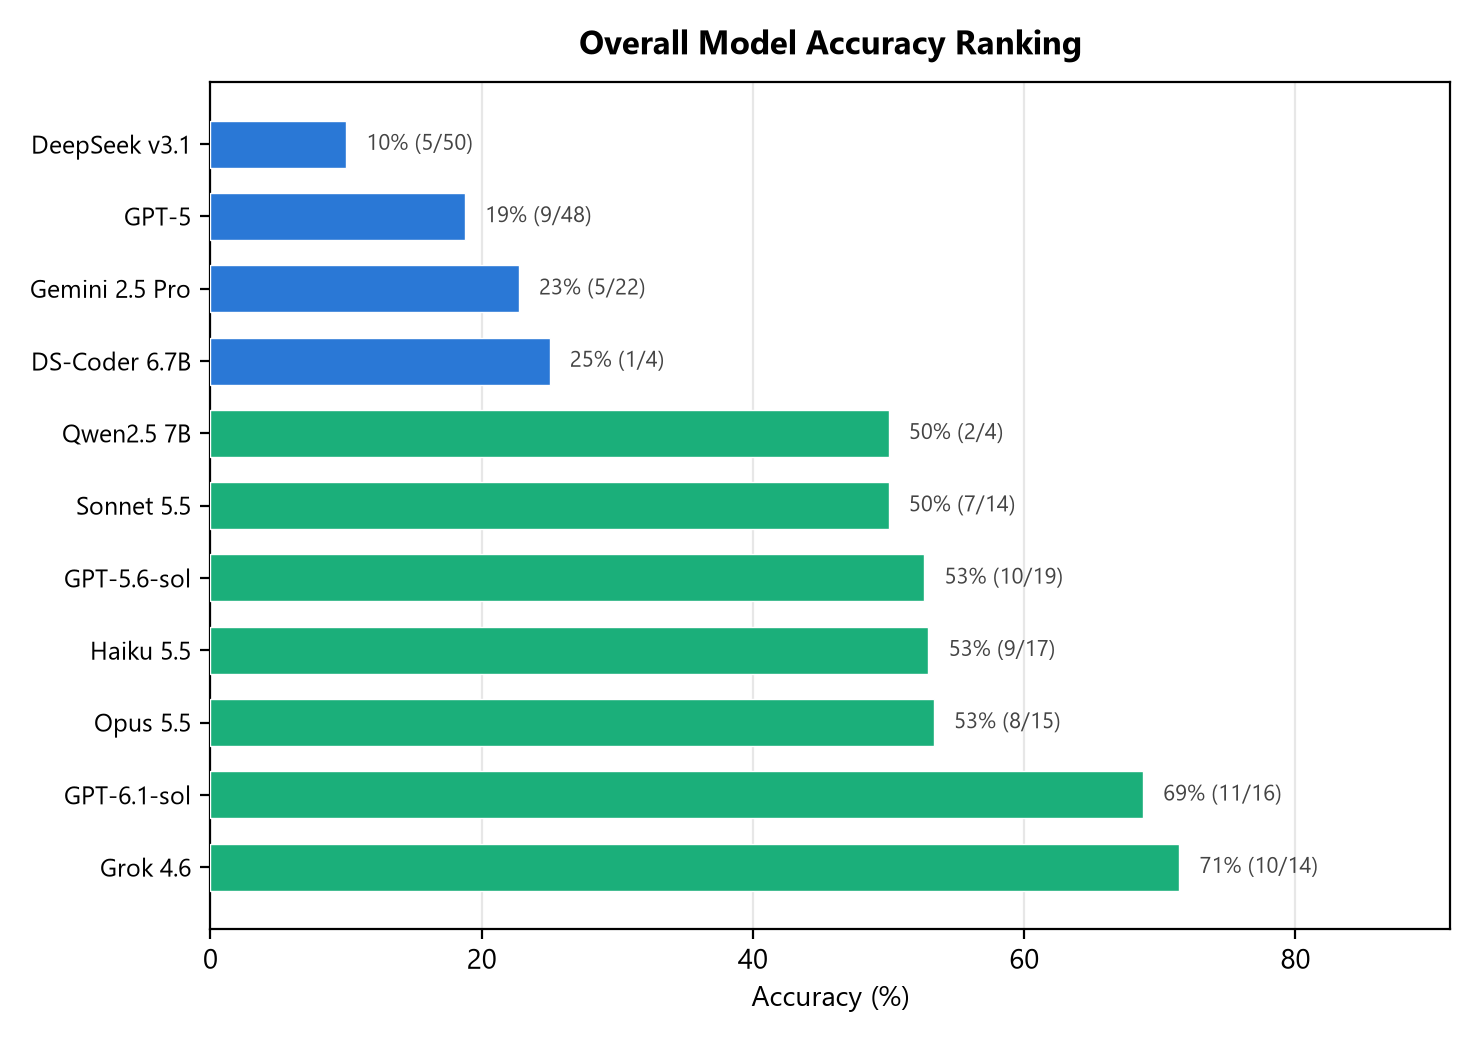 Overall Model Accuracy Ranking
DeepSeek v3.1 10% (5/50)
GPT-5 19% (9/48)
Gemini 2.5 Pro 23% (5/22)
DS-Coder 6.7B 25% (1/4)
Qwen2.5 7B 50% (2/4)
Sonnet 5.5 50% (7/14)
GPT-5.6-sol 53% (10/19)
Haiku 5.5 53% (9/17)
Opus 5.5 53% (8/15)
GPT-6.1-sol 69% (11/16)
Grok 4.6 71% (10/14)
0 20 40 60 80
Accuracy (%)